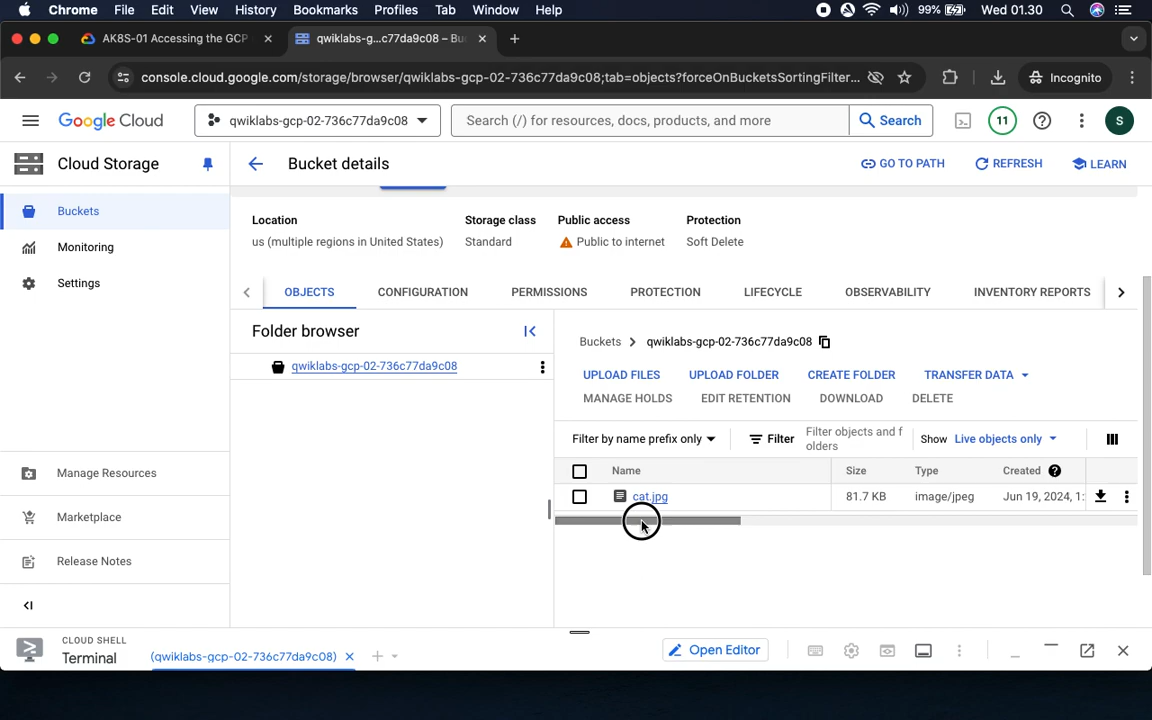 Chrome File Edit View History Bookmarks Profiles Tab Window Help 99% Wed 01.30
AK8S-01 Accessing the GCP
qwiklabs-g...c77da9c08 – Bu
console.cloud.google.com/storage/browser/qwiklabs-gcp-02-736c77da9c08;tab=objects?forceOnBucketsSortingFilter... Incognito
Google Cloud
qwiklabs-gcp-02-736c77da9c08
Search (/) for resources, docs, products, and more
Search
11
S
Cloud Storage
Bucket details
GO TO PATH
REFRESH
LEARN
Buckets
Monitoring
Settings
Manage Resources
Marketplace
Release Notes
Location Storage class Public access Protection
us (multiple regions in United States) Standard Public to internet Soft Delete
OBJECTS CONFIGURATION PERMISSIONS PROTECTION LIFECYCLE OBSERVABILITY INVENTORY REPORTS
Folder browser
qwiklabs-gcp-02-736c77da9c08
Buckets > qwiklabs-gcp-02-736c77da9c08
UPLOAD FILES UPLOAD FOLDER CREATE FOLDER TRANSFER DATA
MANAGE HOLDS EDIT RETENTION DOWNLOAD DELETE
Filter by name prefix only
Filter
Filter objects and f
olders
Show Live objects only
Name Size Type Created
cat.jpg 81.7 KB image/jpeg Jun 19, 2024, 1:
CLOUD SHELL
Terminal
(qwiklabs-gcp-02-736c77da9c08)
Open Editor